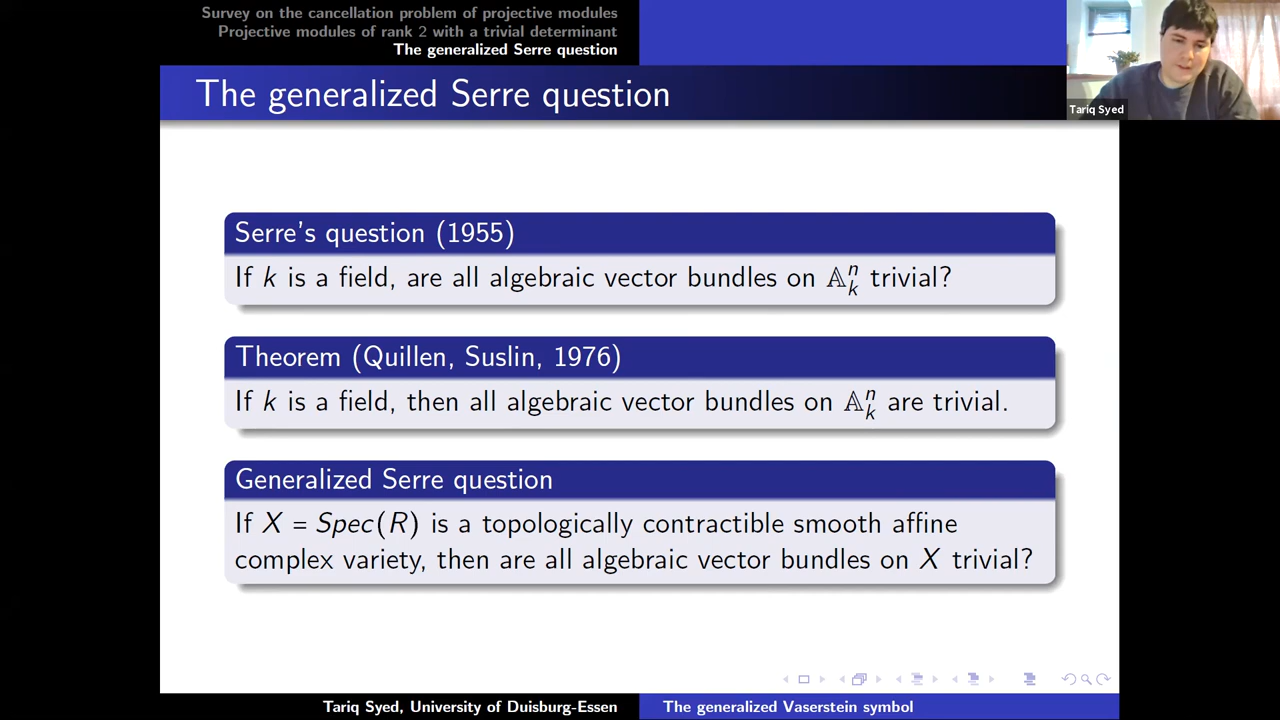 Survey on the cancellation problem of projective modules
Projective modules of rank 2 with a trivial determinant
The generalized Serre question
The generalized Serre question
Tariq Syed
Serre's question (1955)
If k is a field, are all algebraic vector bundles on 𝔸ⁿₖ trivial?
Theorem (Quillen, Suslin, 1976)
If k is a field, then all algebraic vector bundles on 𝔸ⁿₖ are trivial.
Generalized Serre question
If X = Spec(R) is a topologically contractible smooth affine
complex variety, then are all algebraic vector bundles on X trivial?
Tariq Syed, University of Duisburg-Essen
The generalized Vaserstein symbol